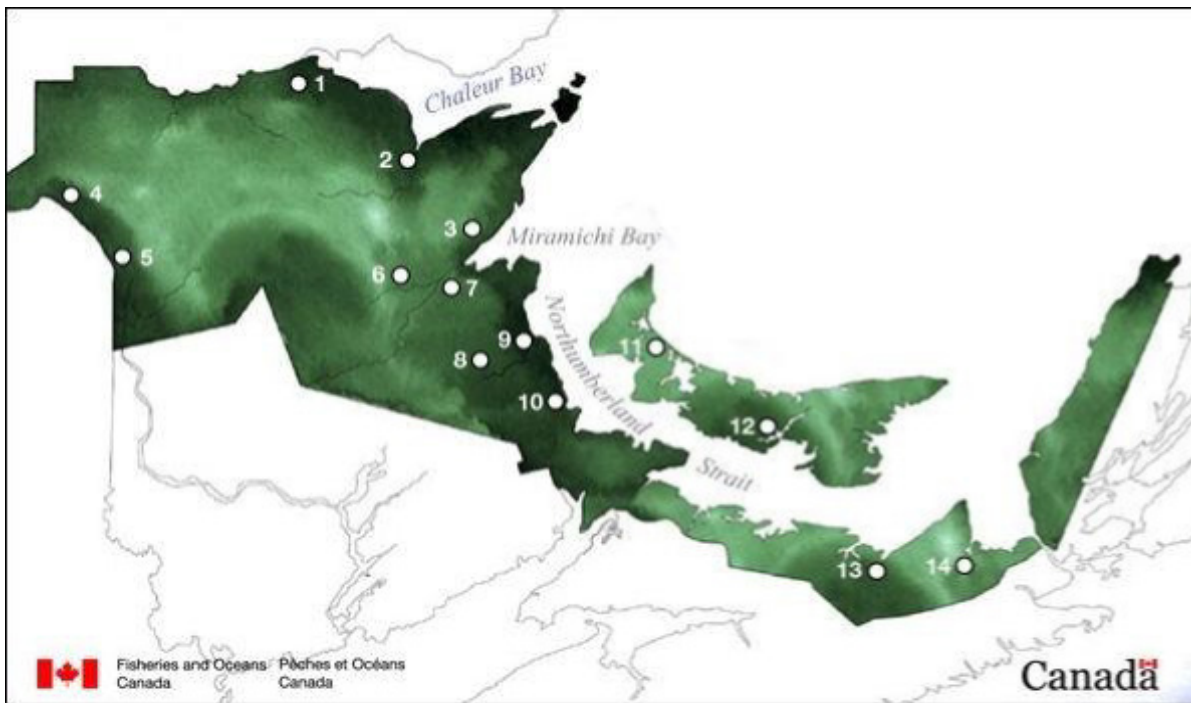 1
Chaleur Bay
2
4
3
Miramichi Bay
5
6
7
Northumberland
9
11
8
10
12
Strait
13
14
Fisheries and Oceans Pêches et Océans
Canada Canada
Canada